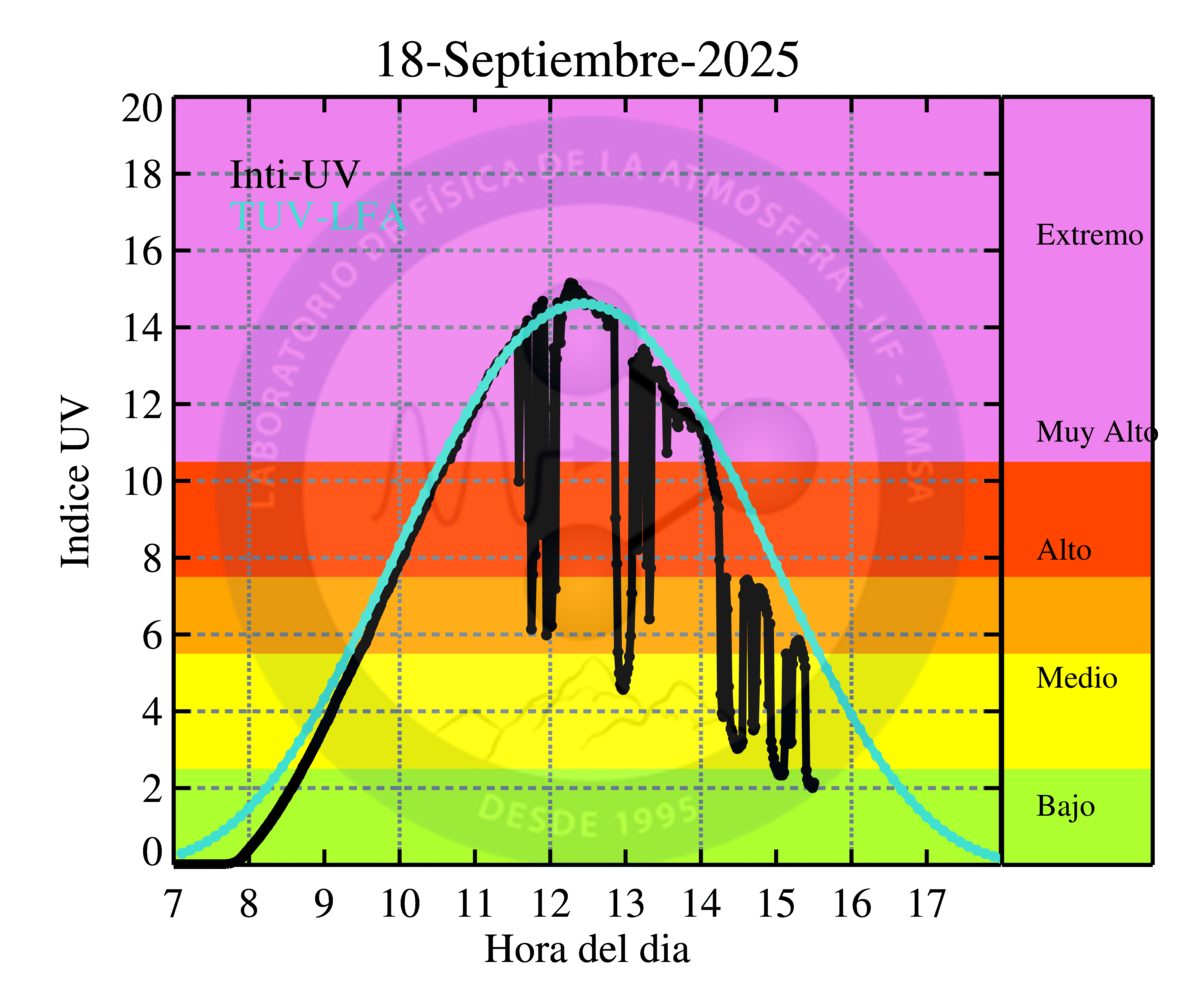 18-Septiembre-2025
20
18
16
14
12
10
8
6
4
2
0
Indice UV
Inti-UV
TUV-LFA
LABORATORIO DE FÍSICA DE LA ATMÓSFERA - IIF - UMSA
DESDE 1995
Extremo
Muy Alto
Alto
Medio
Bajo
7 8 9 10 11 12 13 14 15 16 17
Hora del dia